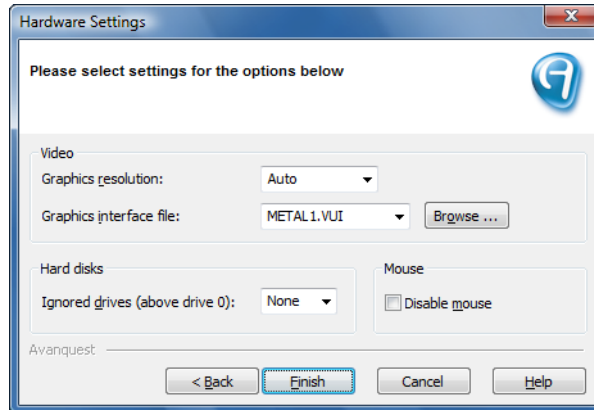 Hardware Settings
Please select settings for the options below
Video
Graphics resolution:
Auto
Graphics interface file:
METAL1.VUI
Browse ...
Hard disks
Ignored drives (above drive 0):
None
Mouse
Disable mouse
Avanquest
< Back
Finish
Cancel
Help